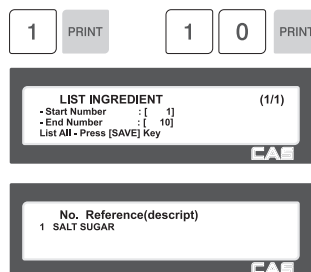 1 PRINT 1 0 PRINT
LIST INGREDIENT (1/1)
- Start Number : [ 1]
- End Number : [ 10]
List All - Press [SAVE] Key
CAS
No. Reference(descript)
1 SALT SUGAR
CAS